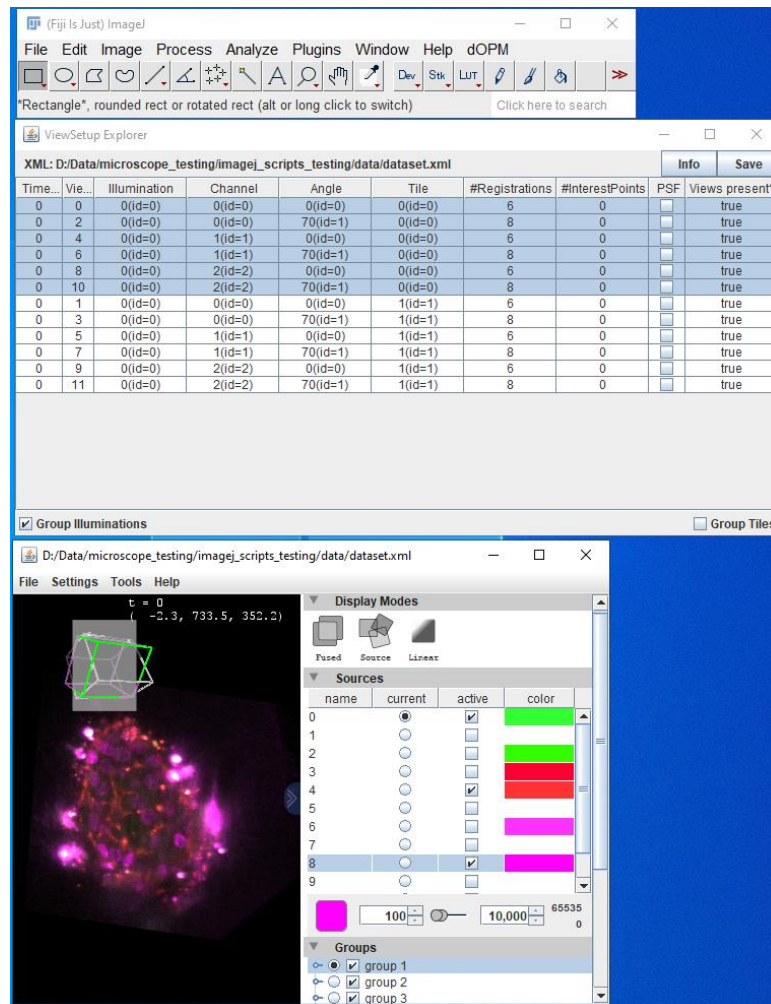 (Fiji Is Just) ImageJ
File Edit Image Process Analyze Plugins Window Help dOPM
Dev Stk LUT
*Rectangle*, rounded rect or rotated rect (alt or long click to switch) Click here to search
ViewSetup Explorer
XML: D:/Data/microscope_testing/imagej_scripts_testing/data/dataset.xml Info Save
Time... Vie... Illumination Channel Angle Tile #Registrations #InterestPoints PSF Views present
0 0 0(id=0) 0(id=0) 0(id=0) 0(id=0) 6 0 true
0 2 0(id=0) 0(id=0) 70(id=1) 0(id=0) 8 0 true
0 4 0(id=0) 1(id=1) 0(id=0) 0(id=0) 6 0 true
0 6 0(id=0) 1(id=1) 70(id=1) 0(id=0) 8 0 true
0 8 0(id=0) 2(id=2) 0(id=0) 0(id=0) 6 0 true
0 10 0(id=0) 2(id=2) 70(id=1) 0(id=0) 8 0 true
0 1 0(id=0) 0(id=0) 0(id=0) 1(id=1) 6 0 true
0 3 0(id=0) 0(id=0) 70(id=1) 1(id=1) 8 0 true
0 5 0(id=0) 1(id=1) 0(id=0) 1(id=1) 6 0 true
0 7 0(id=0) 1(id=1) 70(id=1) 1(id=1) 8 0 true
0 9 0(id=0) 2(id=2) 0(id=0) 1(id=1) 6 0 true
0 11 0(id=0) 2(id=2) 70(id=1) 1(id=1) 8 0 true
Group Illuminations Group Tiles
D:/Data/microscope_testing/imagej_scripts_testing/data/dataset.xml
File Settings Tools Help
t = 0
( -2.3, 733.5, 352.2)
Display Modes
Fused Source Linear
Sources
name current active color
0
1
2
3
4
5
6
7
8
9
100 10,000 65535
0
Groups
group 1
group 2
group 3